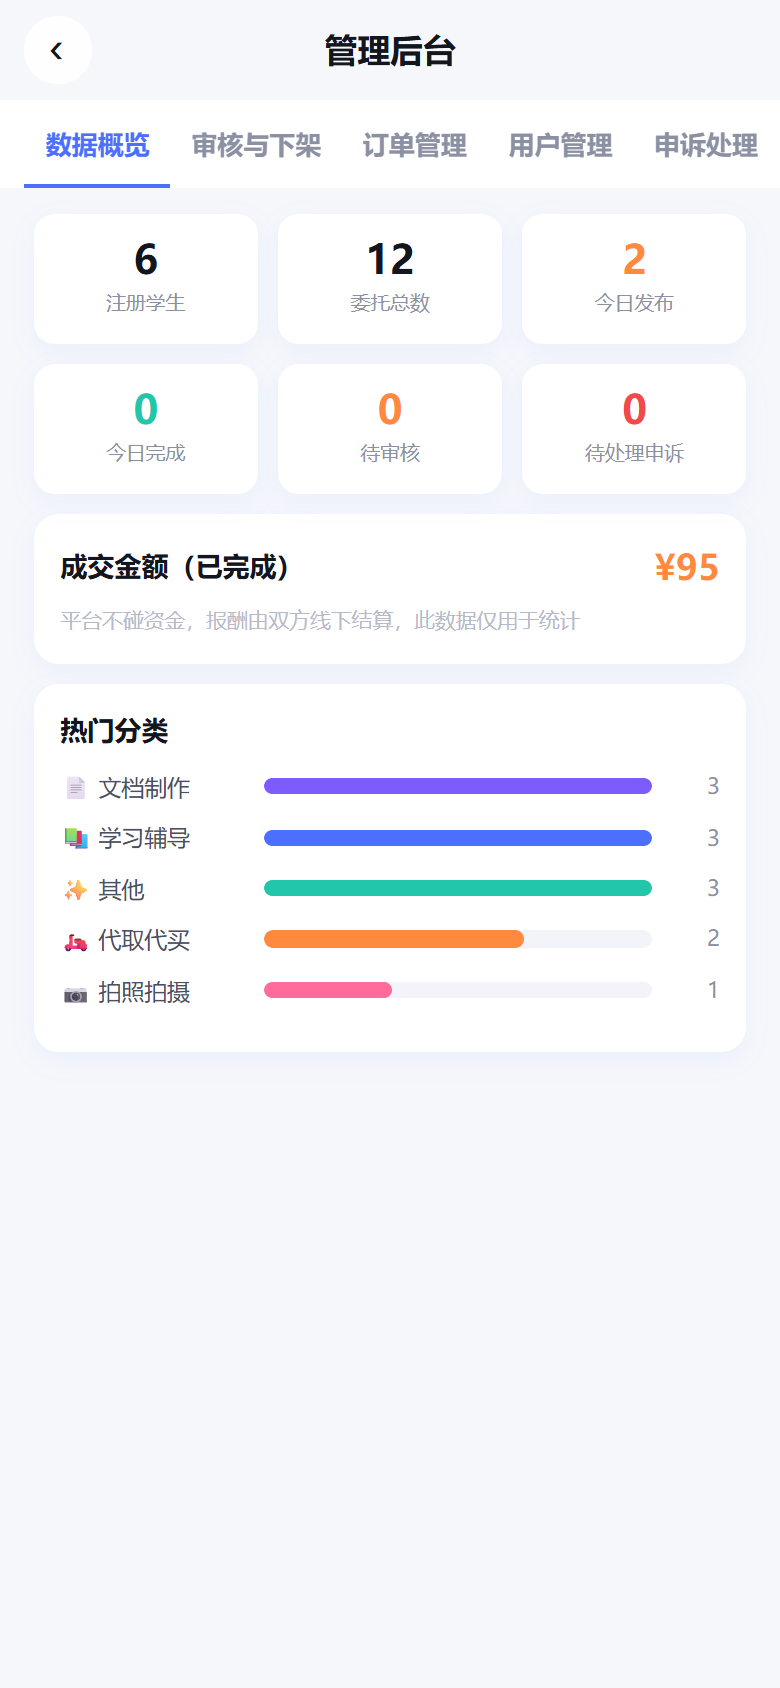 ‹ 管理后台
数据概览 审核与下架 订单管理 用户管理 申诉处理
6 12 2
注册学生 委托总数 今日发布
0 0 0
今日完成 待审核 待处理申诉
成交金额（已完成） ¥95
平台不碰资金，报酬由双方线下结算，此数据仅用于统计
热门分类
文档制作 3
学习辅导 3
其他 3
代取代买 2
拍照拍摄 1